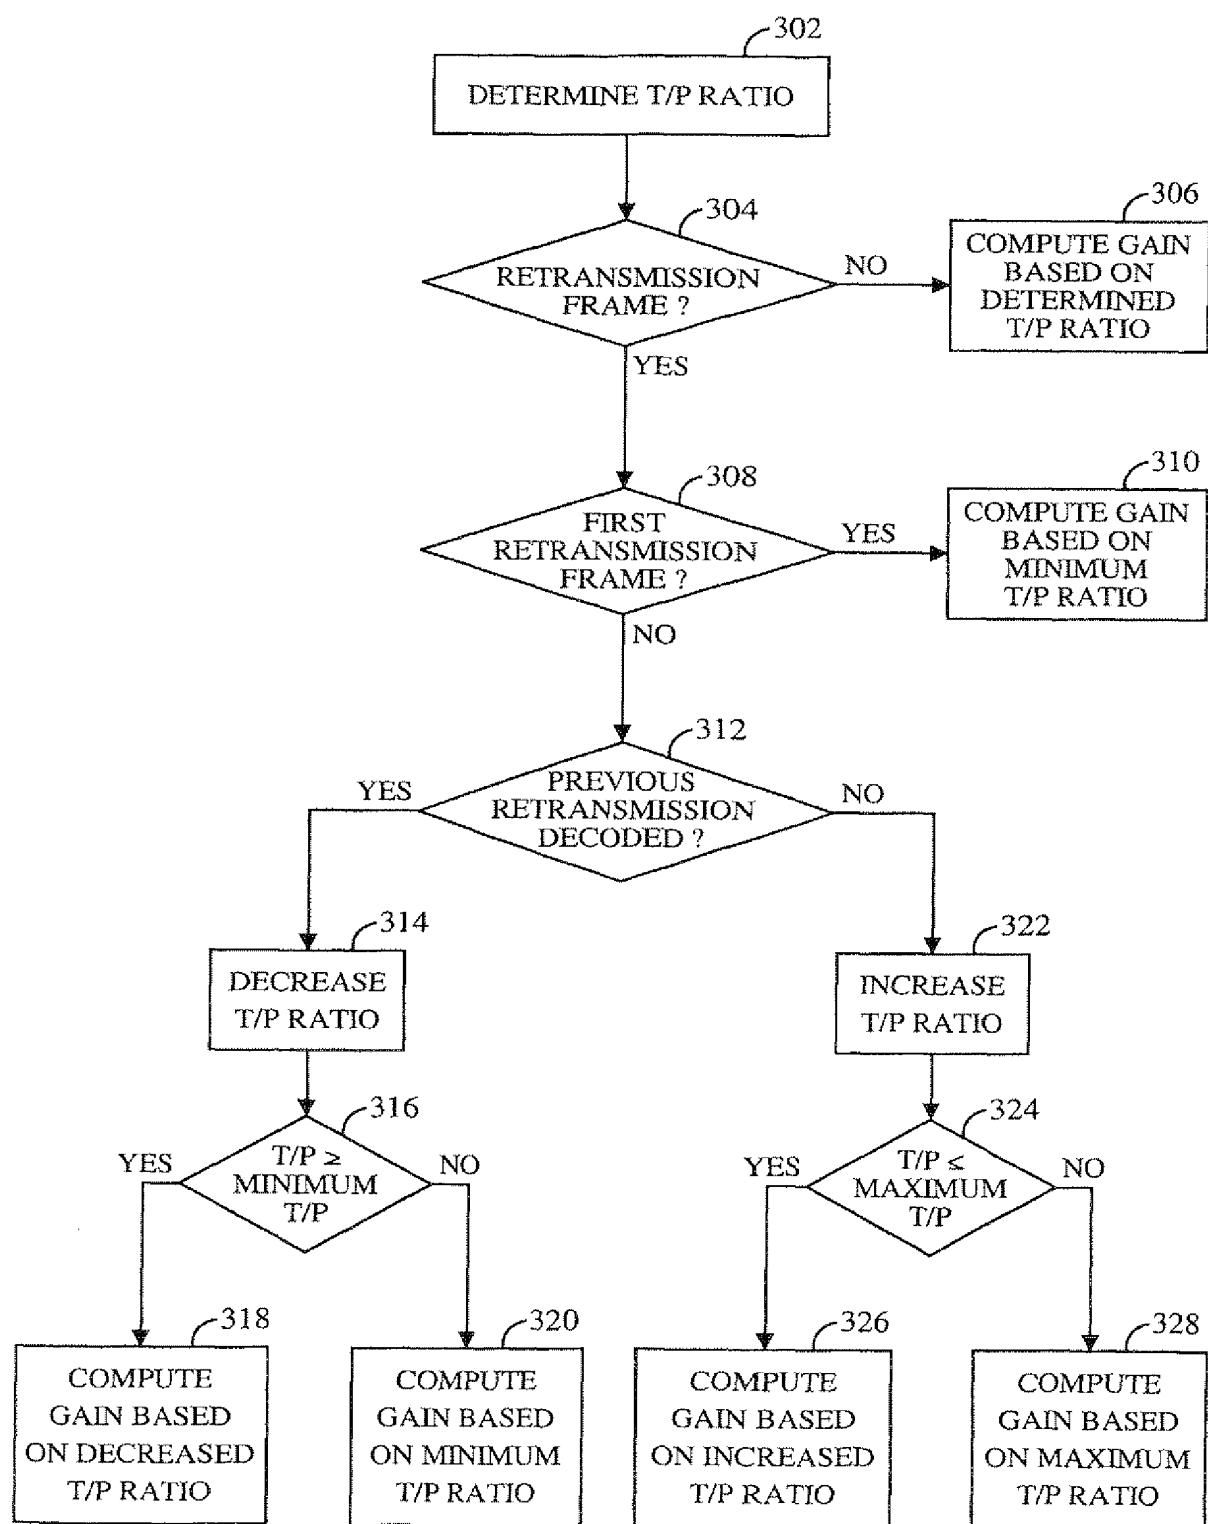 302
DETERMINE T/P RATIO
304
RETRANSMISSION
FRAME ?
NO
306
COMPUTE GAIN
BASED ON
DETERMINED
T/P RATIO
YES
308
FIRST
RETRANSMISSION
FRAME ?
YES
310
COMPUTE GAIN
BASED ON
MINIMUM
T/P RATIO
NO
312
PREVIOUS
RETRANSMISSION
DECODED ?
YES
NO
314
DECREASE
T/P RATIO
322
INCREASE
T/P RATIO
316
T/P ≥
MINIMUM
T/P
YES
NO
324
T/P ≤
MAXIMUM
T/P
YES
NO
318
COMPUTE
GAIN BASED
ON DECREASED
T/P RATIO
320
COMPUTE
GAIN BASED
ON MINIMUM
T/P RATIO
326
COMPUTE
GAIN BASED
ON INCREASED
T/P RATIO
328
COMPUTE
GAIN BASED
ON MAXIMUM
T/P RATIO